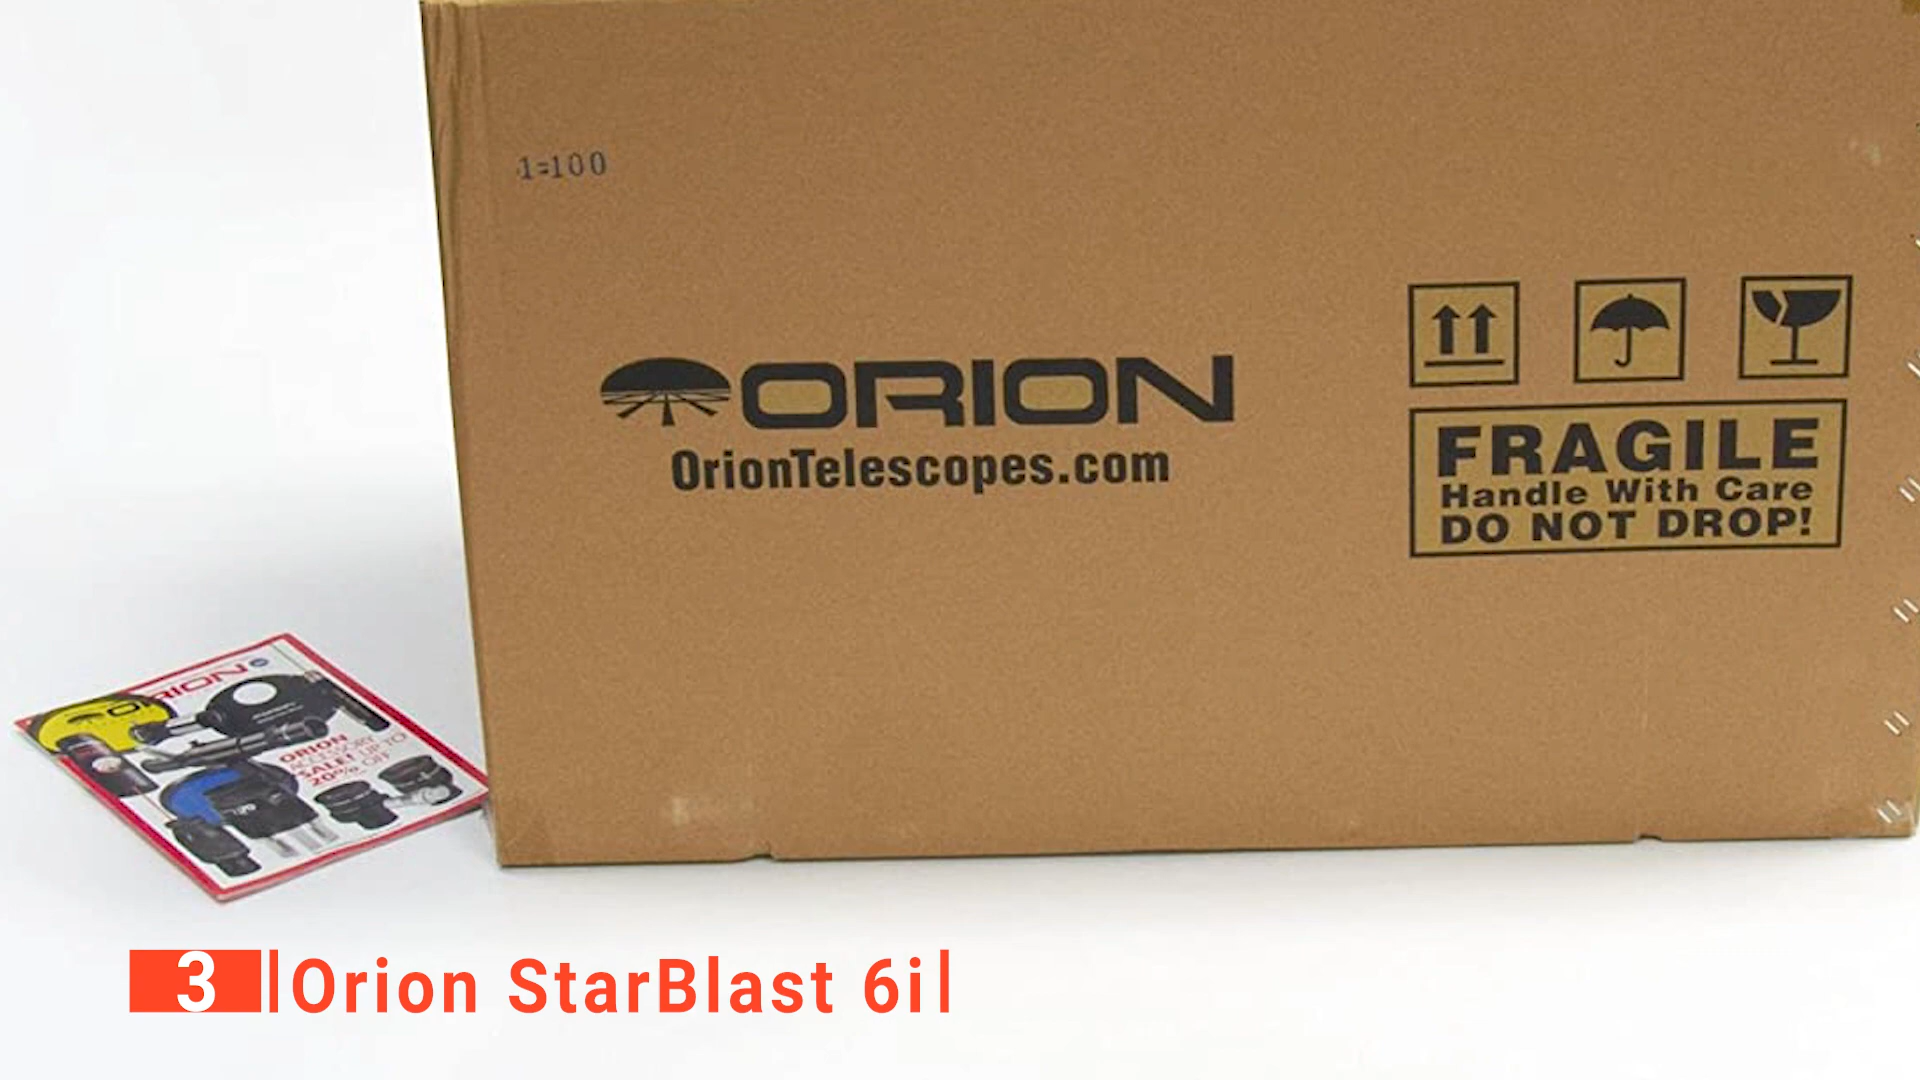 1=100
ORION
OrionTelescopes.com
FRAGILE
Handle With Care
DO NOT DROP!
ORION
ACCESSORY
SALE! UP TO
20% OFF
3 Orion StarBlast 6i